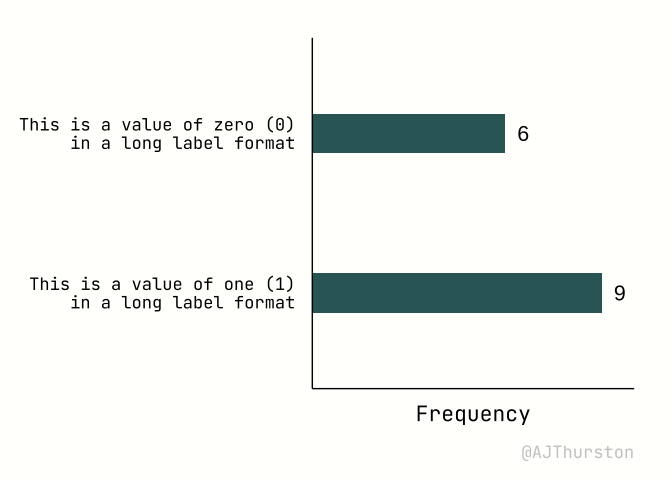 This is a value of zero (0)
in a long label format
6
This is a value of one (1)
in a long label format
9
Frequency
@AJThurston